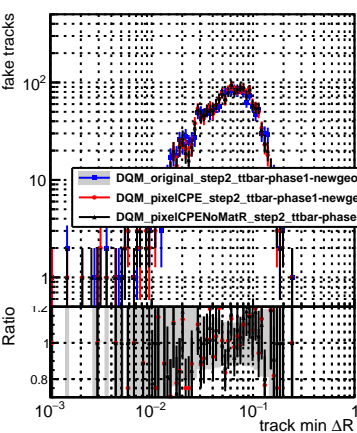 fake tracks
10²
10
1
DQM_original_step2_ttbar-phase1-newgeo
DQM_pixelCPE_step2_ttbar-phase1-newgeo
DQM_pixelCPENoMatR_step2_ttbar-phase
Ratio
1.2
1
0.8
10⁻³ 10⁻² 10⁻¹ 1
track min ΔR